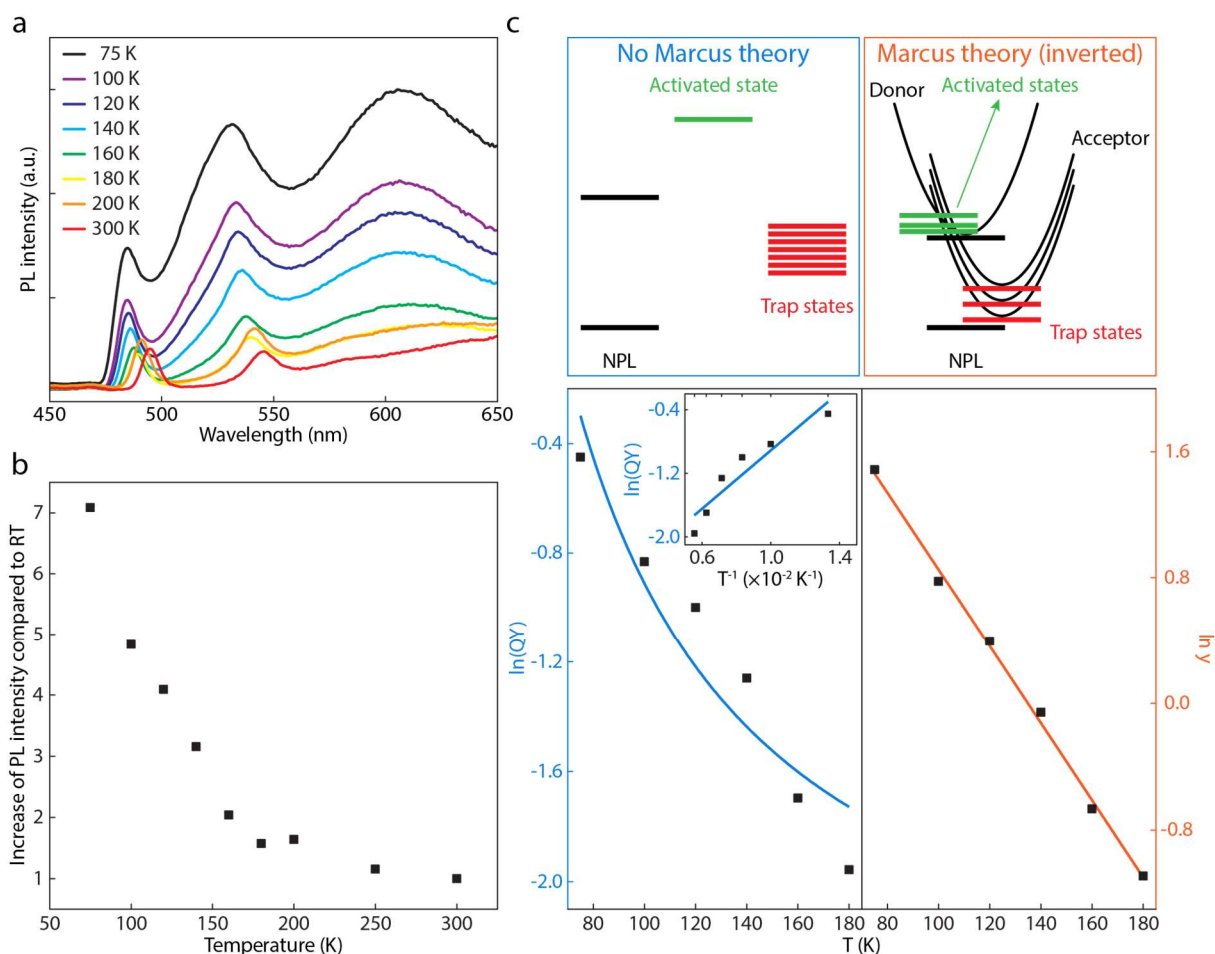 a
75 K
100 K
120 K
140 K
160 K
180 K
200 K
300 K
PL intensity (a.u.)
450 500 550 600 650
Wavelength (nm)
b
7
6
5
4
3
2
1
Increase of PL intensity compared to RT
50 100 150 200 250 300
Temperature (K)
c
No Marcus theory
Activated state
Trap states
NPL
Marcus theory (inverted)
Donor
Activated states
Acceptor
Trap states
NPL
-0.4
-0.8
-1.2
-1.6
-2.0
ln(QY)
-0.4
-1.2
-2.0
ln(QY)
0.6 1.0 1.4
T⁻¹ (×10⁻² K⁻¹)
1.6
0.8
0.0
-0.8
ln y
80 100 120 140 160 180 80 100 120 140 160 180
T (K)